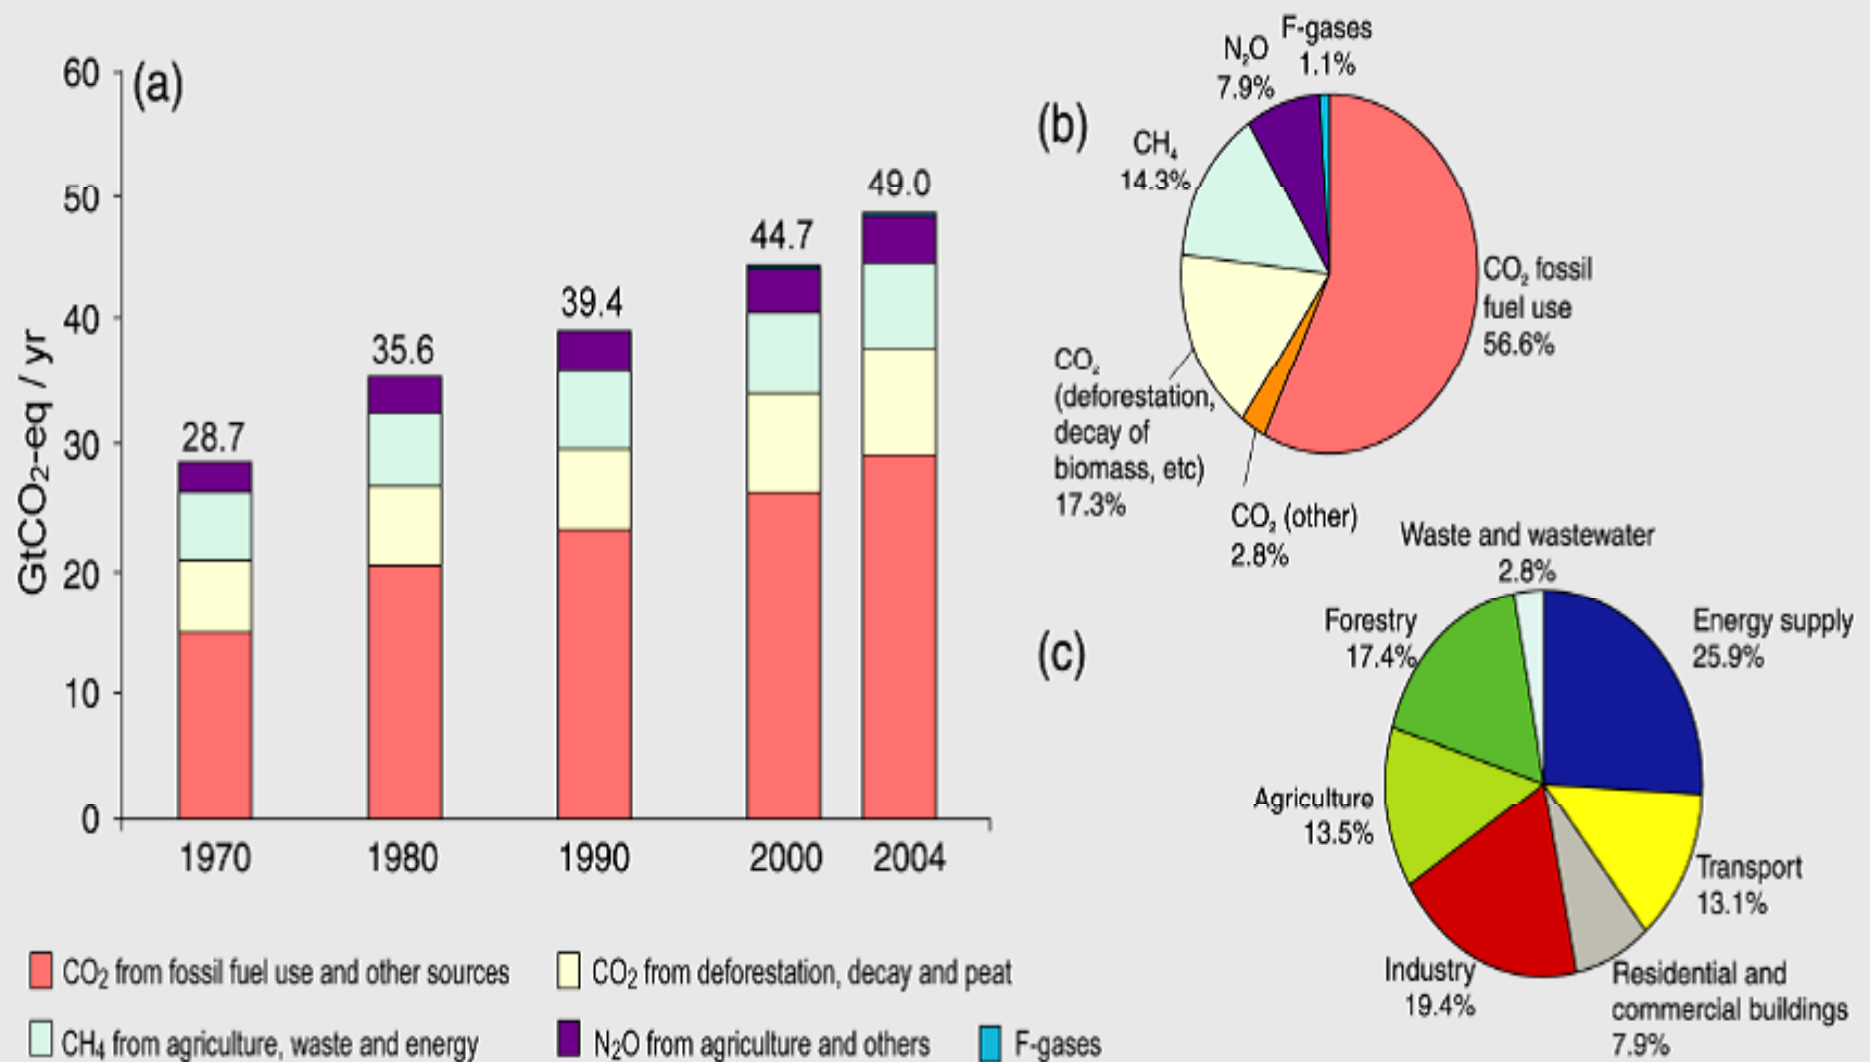 (a)
60
50
40
30
20
10
0
GtCO₂-eq / yr
28.7
35.6
39.4
44.7
49.0
1970
1980
1990
2000
2004
CO₂ from fossil fuel use and other sources
CO₂ from deforestation, decay and peat
CH₄ from agriculture, waste and energy
N₂O from agriculture and others
F-gases
(b)
F-gases
1.1%
N₂O
7.9%
CH₄
14.3%
CO₂ fossil
fuel use
56.6%
CO₂
(deforestation,
decay of
biomass, etc)
17.3%
CO₂ (other)
2.8%
(c)
Waste and wastewater
2.8%
Forestry
17.4%
Energy supply
25.9%
Agriculture
13.5%
Transport
13.1%
Industry
19.4%
Residential and
commercial buildings
7.9%